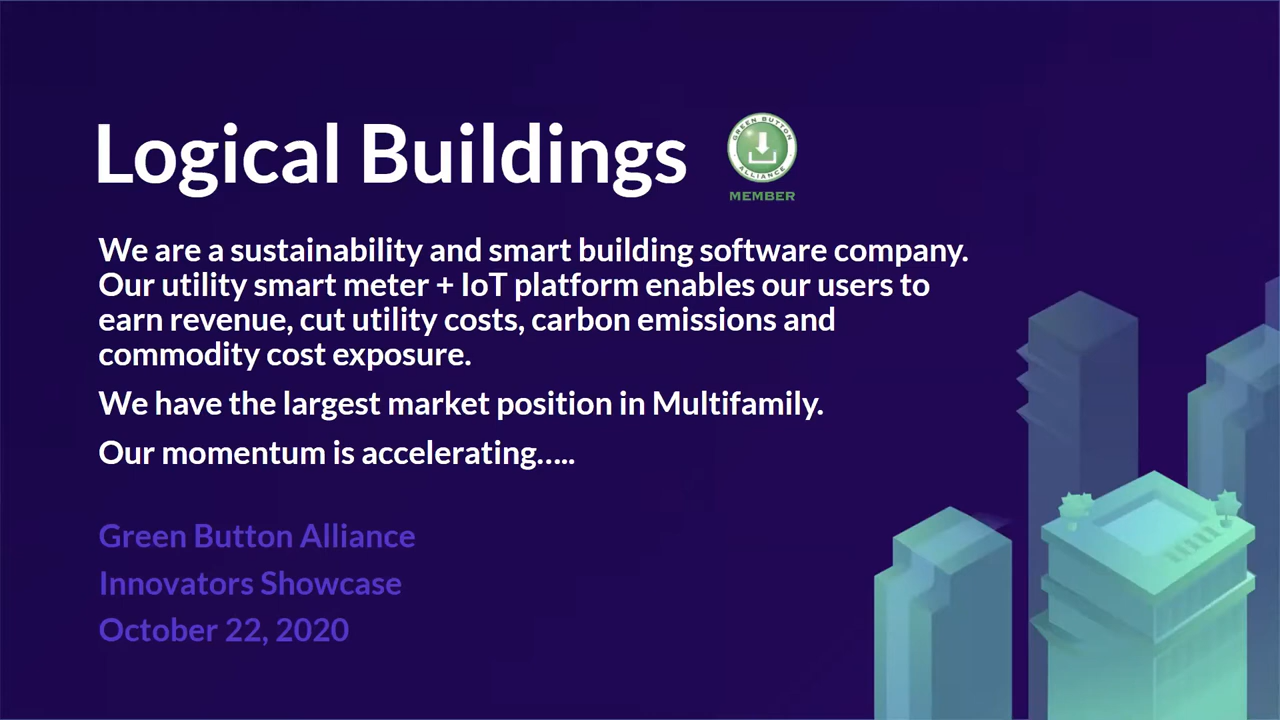 Logical Buildings
GREEN BUTTON
ALLIANCE
MEMBER
We are a sustainability and smart building software company.
Our utility smart meter + IoT platform enables our users to
earn revenue, cut utility costs, carbon emissions and
commodity cost exposure.
We have the largest market position in Multifamily.
Our momentum is accelerating…..
Green Button Alliance
Innovators Showcase
October 22, 2020